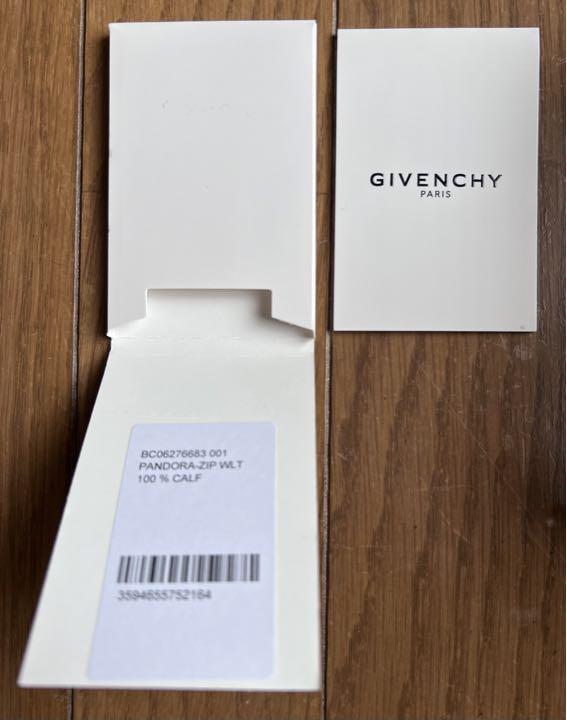 GIVENCHY
PARIS
BC06276683 001
PANDORA-ZIP WLT
100 % CALF
3594655752164